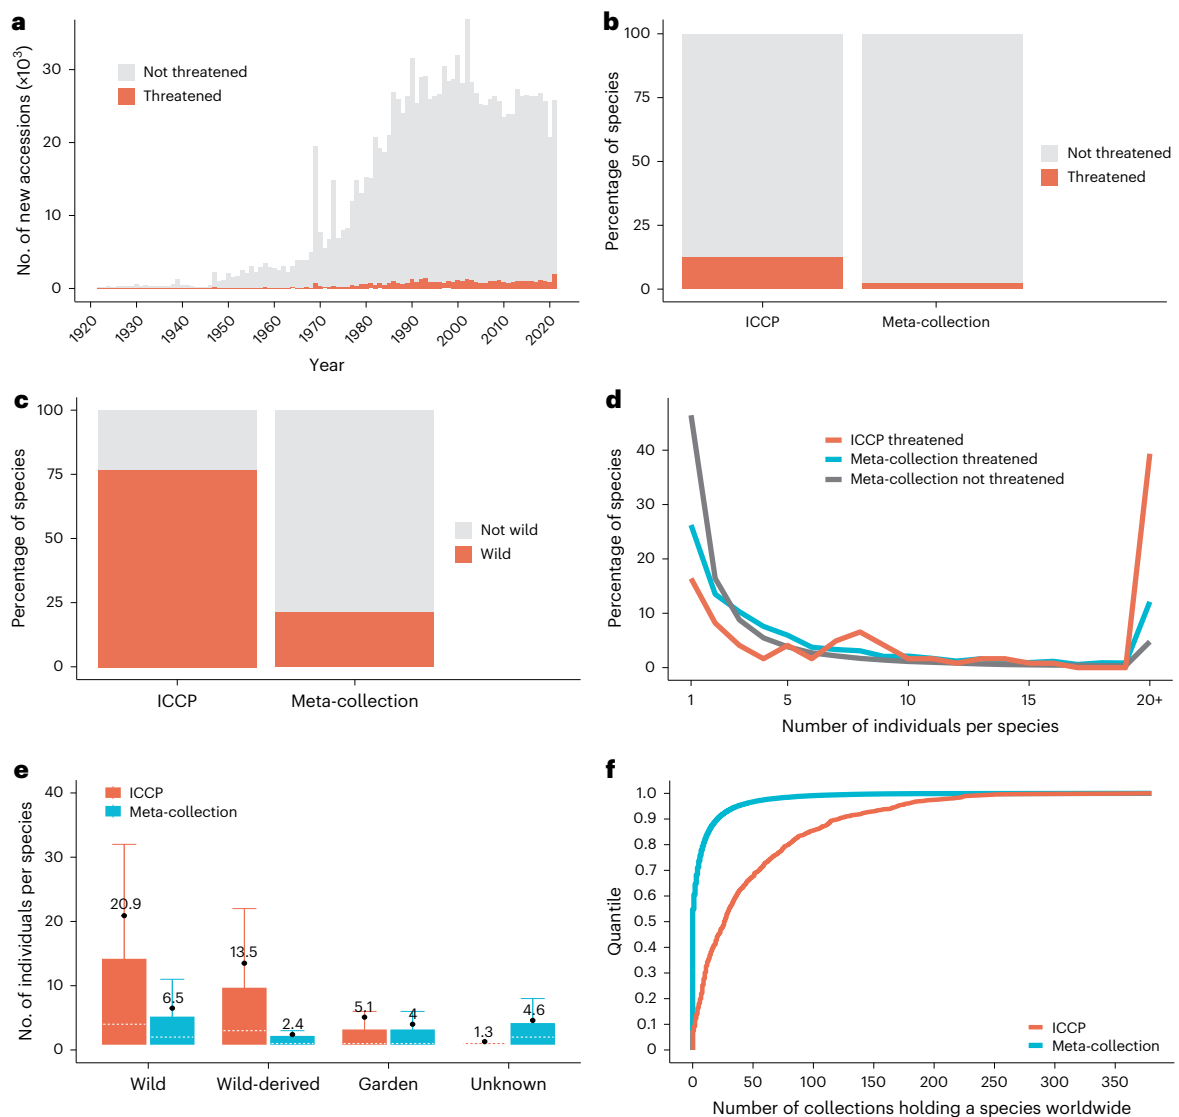 a
No. of new accessions (×10³)
30
20
10
0
Not threatened
Threatened
1920
1930
1940
1950
1960
1970
1980
1990
2000
2010
2020
Year
b
Percentage of species
100
75
50
25
0
Not threatened
Threatened
ICCP
Meta-collection
c
Percentage of species
100
75
50
25
0
Not wild
Wild
ICCP
Meta-collection
d
Percentage of species
40
30
20
10
0
ICCP threatened
Meta-collection threatened
Meta-collection not threatened
1
5
10
15
20+
Number of individuals per species
e
No. of individuals per species
40
30
20
10
0
ICCP
Meta-collection
20.9
6.5
13.5
2.4
5.1
4
1.3
4.6
Wild
Wild-derived
Garden
Unknown
f
Quantile
1.0
0.9
0.8
0.7
0.6
0.5
0.4
0.3
0.2
0.1
0
ICCP
Meta-collection
0
50
100
150
200
250
300
350
Number of collections holding a species worldwide